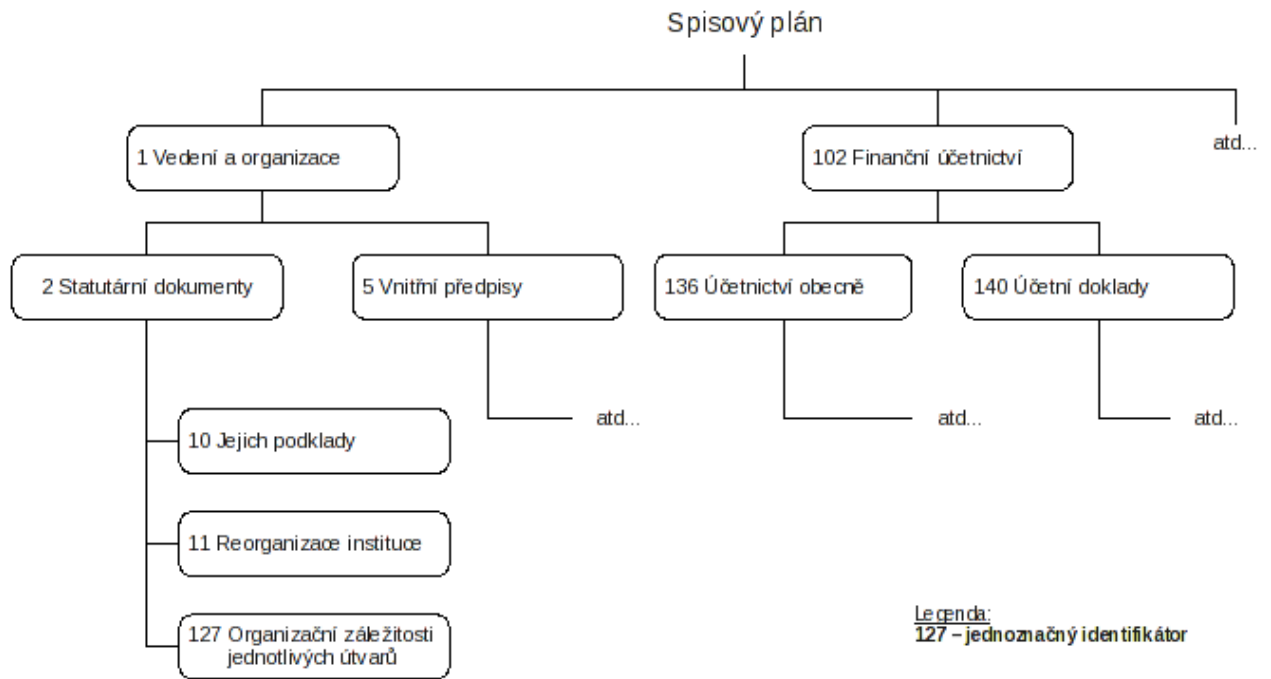 Spisový plán
1 Vedení a organizace
102 Finanční účetnictví
atd...
2 Statutární dokumenty
5 Vnitřní předpisy
136 Účetnictví obecně
140 Účetní doklady
atd...
atd...
atd...
10 Jejich podklady
11 Reorganizace instituce
127 Organizační záležitosti
jednotlivých útvarů
Legenda:
127 – jednoznačný identifikátor